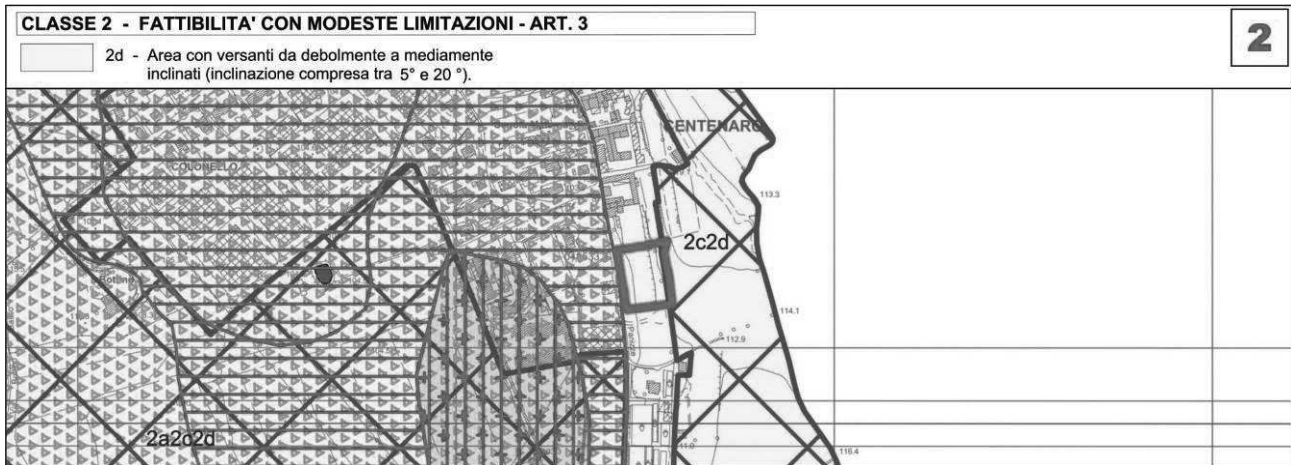 CLASSE 2 - FATTIBILITA' CON MODESTE LIMITAZIONI - ART. 3
2
2d - Area con versanti da debolmente a mediamente
inclinati (inclinazione compresa tra 5° e 20 °).
CENTENARO
COLONELLO
113.3
2c2d
114.1
112.9
2a2c2d
116.4